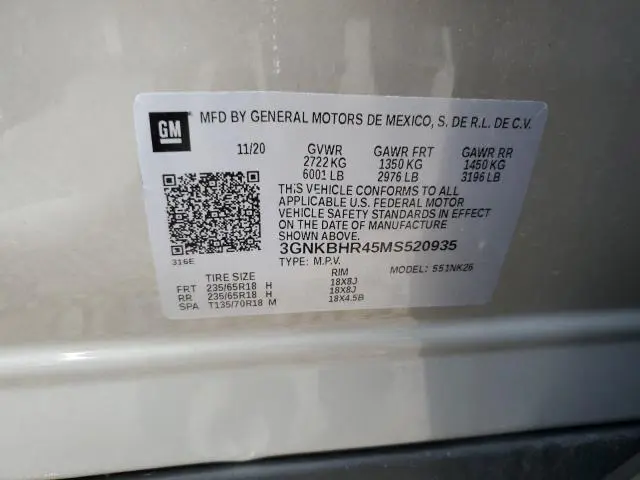 GM
MFD BY GENERAL MOTORS DE MEXICO, S. DE R.L. DE C.V.
11/20 GVWR GAWR FRT GAWR RR
2722 KG 1350 KG 1450 KG
6001 LB 2976 LB 3196 LB
THIS VEHICLE CONFORMS TO ALL
APPLICABLE U.S. FEDERAL MOTOR
VEHICLE SAFETY STANDARDS IN EFFECT
ON THE DATE OF MANUFACTURE
SHOWN ABOVE.
3GNKBHR45MS520935
316E
TYPE: M.P.V. MODEL: 551NK26
TIRE SIZE RIM
FRT 235/65R18 H 18X8J
RR 235/65R18 H 18X8J
SPA T135/70R18 M 18X4.5B